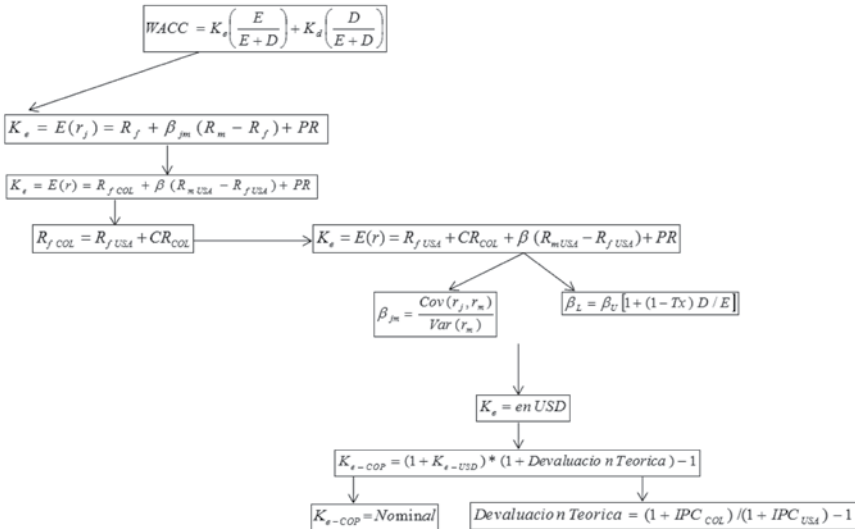 WACC = K_e(E/(E+D)) + K_d(D/(E+D))
K_e = E(r_j) = R_f + β_jm (R_m − R_f) + PR
K_e = E(r) = R_f COL + β (R_m USA − R_f USA) + PR
R_f COL = R_f USA + CR_COL
K_e = E(r) = R_f USA + CR_COL + β (R_m USA − R_f USA) + PR
β_jm = Cov(r_j, r_m) / Var(r_m)
β_L = β_U [1 + (1 − Tx) D / E]
K_e = en USD
K_e−COP = (1 + K_e−USD) * (1 + Devaluacio n Teorica) − 1
K_e−COP = Nominal
Devaluacio n Teorica = (1 + IPC_COL) /(1 + IPC_USA) − 1